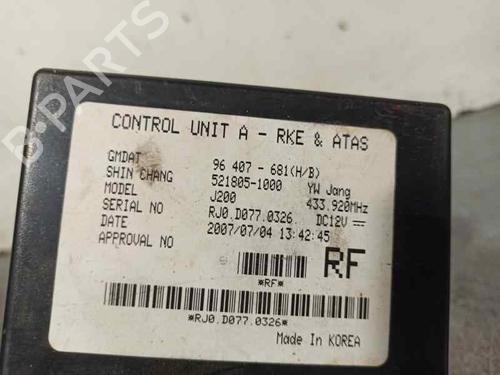 CONTROL UNIT A - RKE & ATAS
GMDAT 96 407 - 681(H/B)
SHIN CHANG 521805-1000 YW Jang
MODEL J200 433.920MHz
SERIAL NO RJ0.D077.0326 DC12V
DATE 2007/07/04 13:42:45
APPROVAL NO
RF
*RF*
*RJ0.D077.0326*
Made In KOREA
B-PARTS